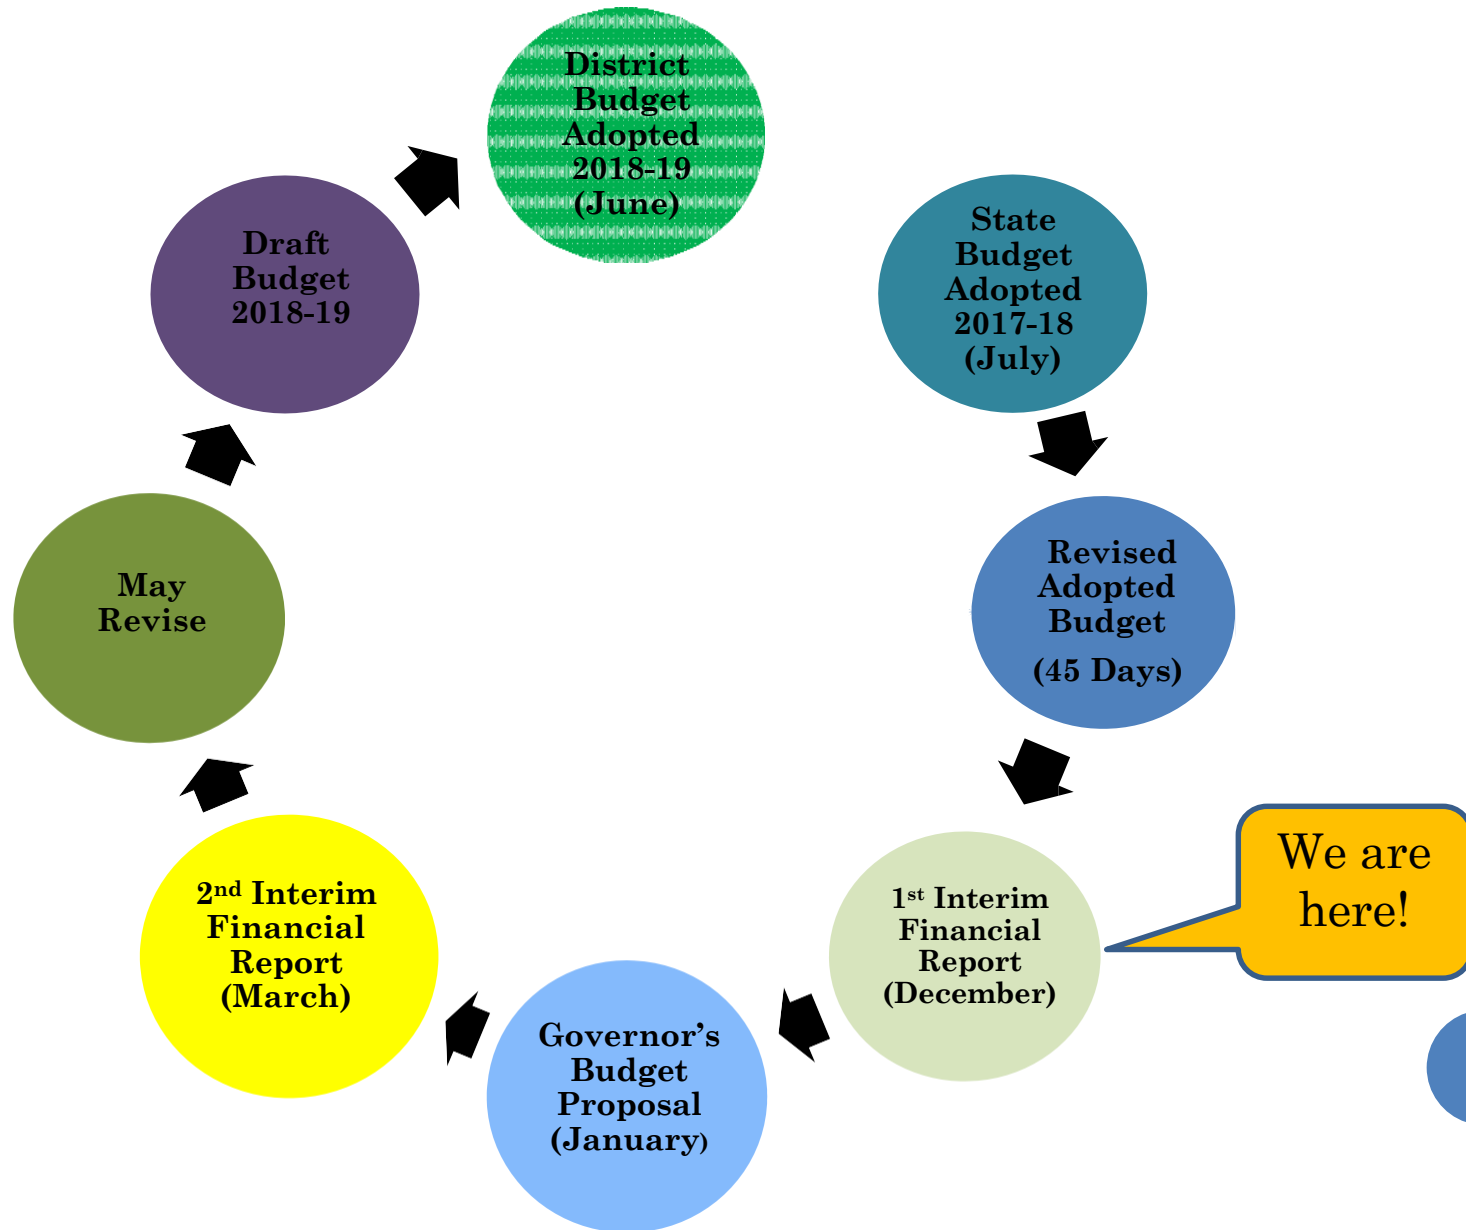 District
Budget
Adopted
2018-19
(June)
State
Budget
Adopted
2017-18
(July)
Revised
Adopted
Budget
(45 Days)
We are
here!
1st Interim
Financial
Report
(December)
Governor’s
Budget
Proposal
(January)
2nd Interim
Financial
Report
(March)
May
Revise
Draft
Budget
2018-19